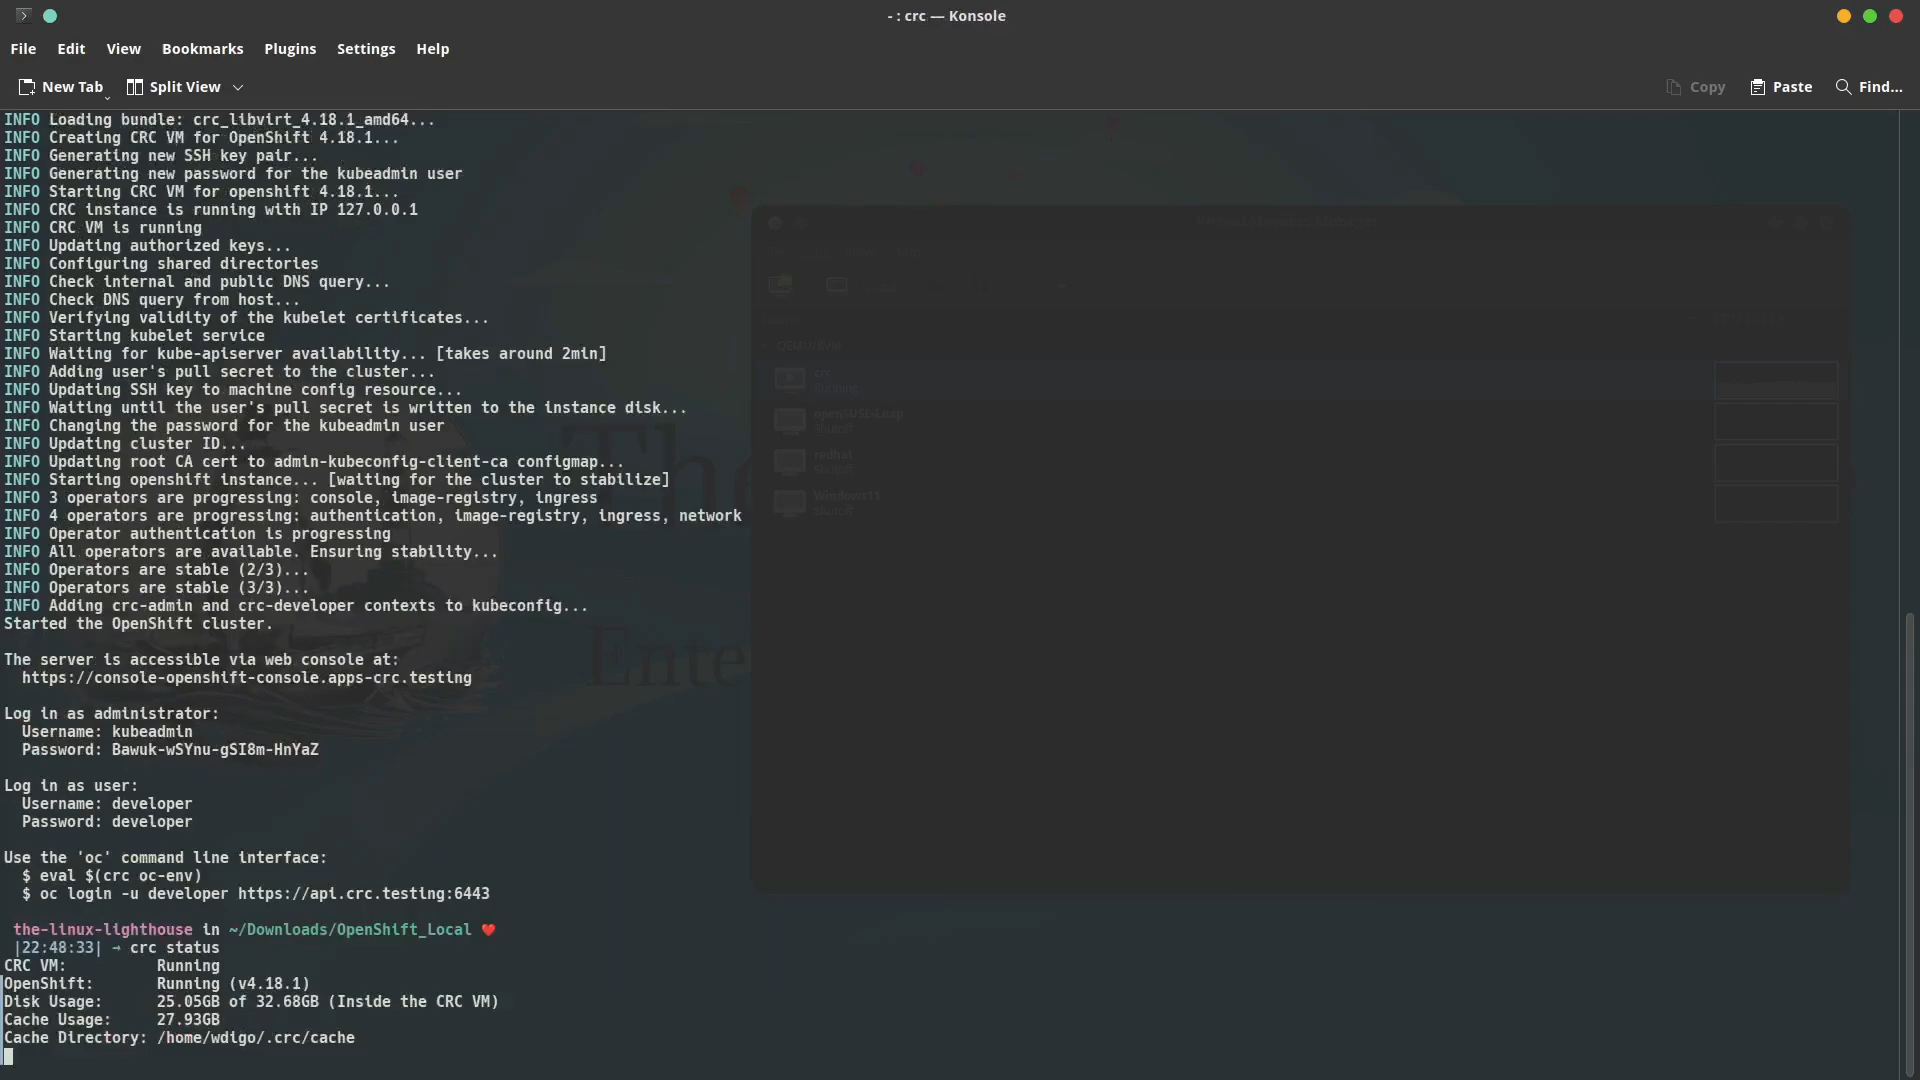 - : crc — Konsole
File Edit View Bookmarks Plugins Settings Help
New Tab Split View Copy Paste Find...
INFO Loading bundle: crc_libvirt_4.18.1_amd64...
INFO Creating CRC VM for OpenShift 4.18.1...
INFO Generating new SSH key pair...
INFO Generating new password for the kubeadmin user
INFO Starting CRC VM for openshift 4.18.1...
INFO CRC instance is running with IP 127.0.0.1
INFO CRC VM is running
INFO Updating authorized keys...
INFO Configuring shared directories
INFO Check internal and public DNS query...
INFO Check DNS query from host...
INFO Verifying validity of the kubelet certificates...
INFO Starting kubelet service
INFO Waiting for kube-apiserver availability... [takes around 2min]
INFO Adding user's pull secret to the cluster...
INFO Updating SSH key to machine config resource...
INFO Waiting until the user's pull secret is written to the instance disk...
INFO Changing the password for the kubeadmin user
INFO Updating cluster ID...
INFO Updating root CA cert to admin-kubeconfig-client-ca configmap...
INFO Starting openshift instance... [waiting for the cluster to stabilize]
INFO 3 operators are progressing: console, image-registry, ingress
INFO 4 operators are progressing: authentication, image-registry, ingress, network
INFO Operator authentication is progressing
INFO All operators are available. Ensuring stability...
INFO Operators are stable (2/3)...
INFO Operators are stable (3/3)...
INFO Adding crc-admin and crc-developer contexts to kubeconfig...
Started the OpenShift cluster.
The server is accessible via web console at:
https://console-openshift-console.apps-crc.testing
Log in as administrator:
Username: kubeadmin
Password: Bawuk-wSYnu-gSI8m-HnYaZ
Log in as user:
Username: developer
Password: developer
Use the 'oc' command line interface:
$ eval $(crc oc-env)
$ oc login -u developer https://api.crc.testing:6443
the-linux-lighthouse in ~/Downloads/OpenShift_Local ❤️
|22:48:33| → crc status
CRC VM: Running
OpenShift: Running (v4.18.1)
Disk Usage: 25.05GB of 32.68GB (Inside the CRC VM)
Cache Usage: 27.93GB
Cache Directory: /home/wdigo/.crc/cache
QEMU/KVM
crc
Running
openSUSE-Leap
Shutoff
redhat
Shutoff
Windows11
Shutoff